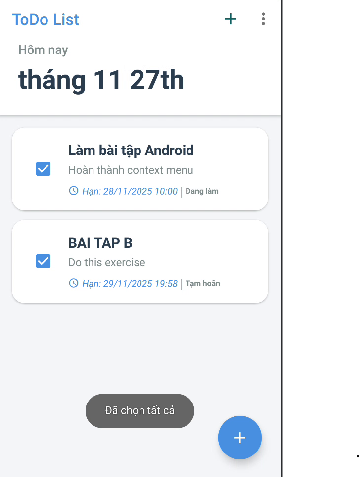 ToDo List
Hôm nay
tháng 11 27th
Làm bài tập Android
Hoàn thành context menu
Hạn: 28/11/2025 10:00 | Đang làm
BAI TAP B
Do this exercise
Hạn: 29/11/2025 19:58 | Tạm hoãn
Đã chọn tất cả